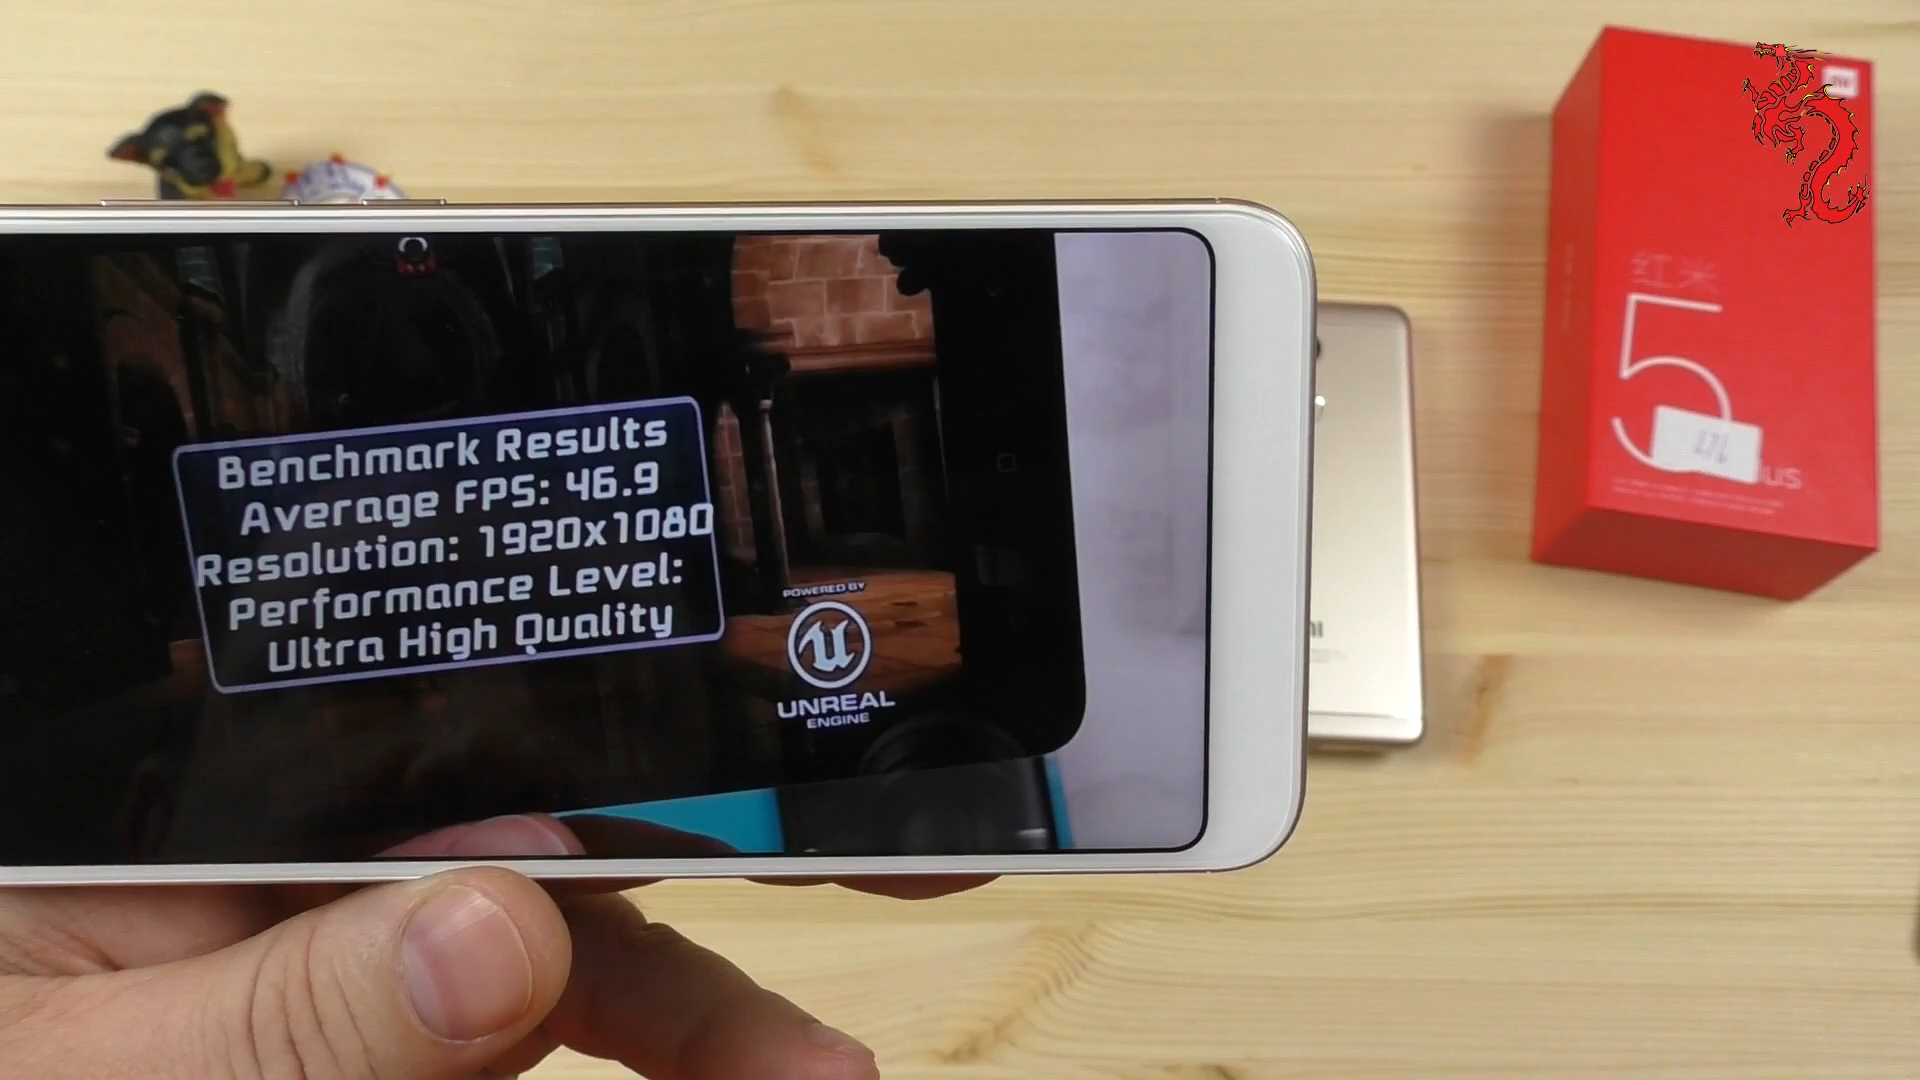 Benchmark Results
Average FPS: 46.9
Resolution: 1920x1080
Performance Level:
Ultra High Quality
POWERED BY
UNREAL
ENGINE
红米
5